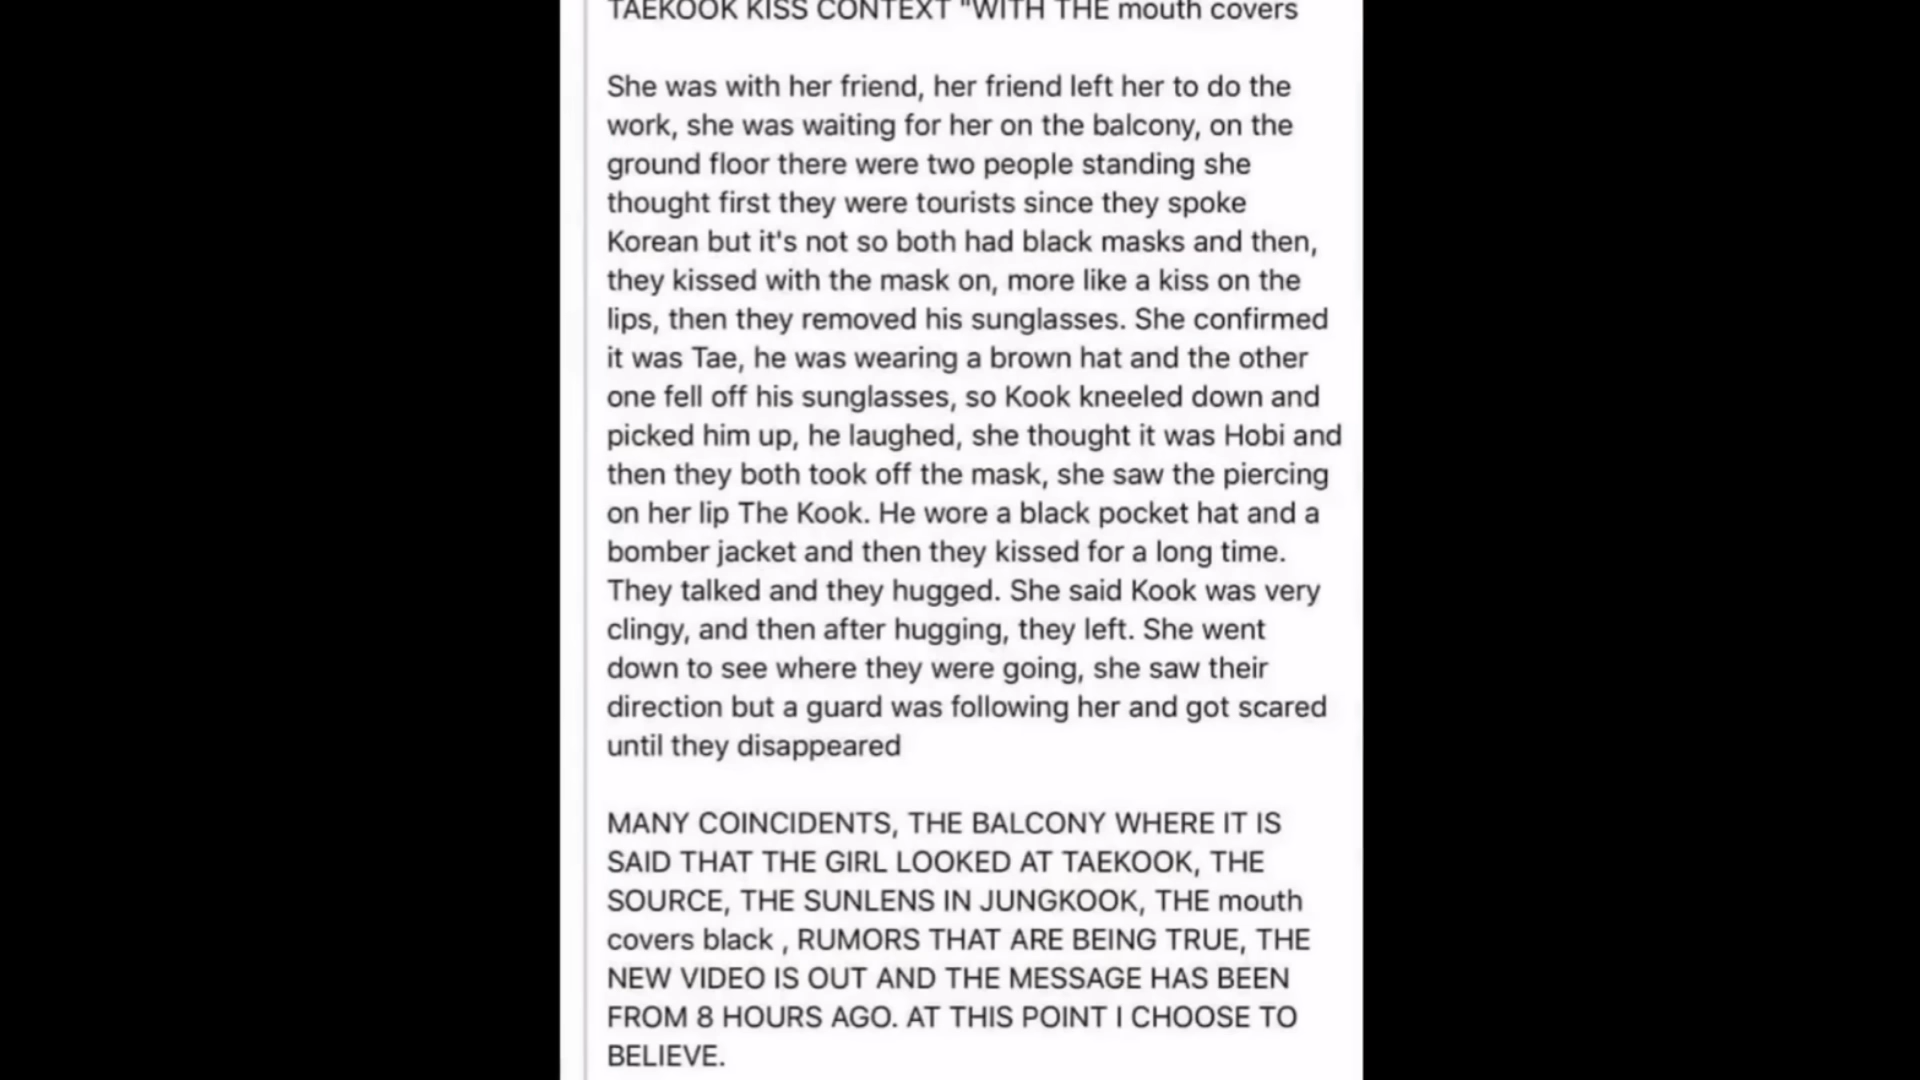 TAEKOOK KISS CONTEXT "WITH THE mouth covers
She was with her friend, her friend left her to do the
work, she was waiting for her on the balcony, on the
ground floor there were two people standing she
thought first they were tourists since they spoke
Korean but it's not so both had black masks and then,
they kissed with the mask on, more like a kiss on the
lips, then they removed his sunglasses. She confirmed
it was Tae, he was wearing a brown hat and the other
one fell off his sunglasses, so Kook kneeled down and
picked him up, he laughed, she thought it was Hobi and
then they both took off the mask, she saw the piercing
on her lip The Kook. He wore a black pocket hat and a
bomber jacket and then they kissed for a long time.
They talked and they hugged. She said Kook was very
clingy, and then after hugging, they left. She went
down to see where they were going, she saw their
direction but a guard was following her and got scared
until they disappeared
MANY COINCIDENTS, THE BALCONY WHERE IT IS
SAID THAT THE GIRL LOOKED AT TAEKOOK, THE
SOURCE, THE SUNLENS IN JUNGKOOK, THE mouth
covers black , RUMORS THAT ARE BEING TRUE, THE
NEW VIDEO IS OUT AND THE MESSAGE HAS BEEN
FROM 8 HOURS AGO. AT THIS POINT I CHOOSE TO
BELIEVE.